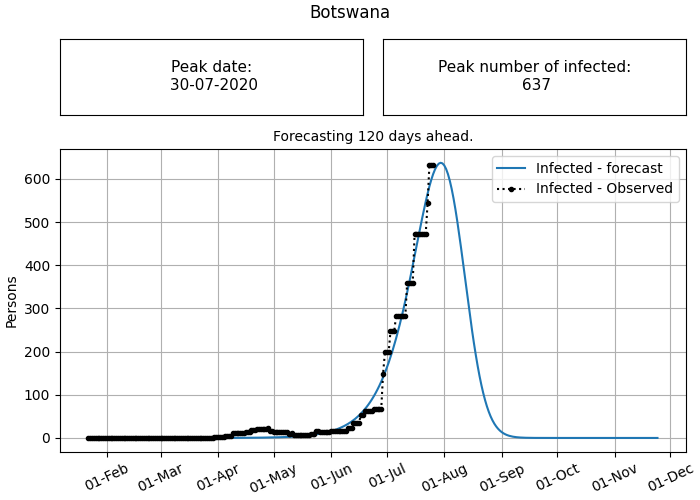 Botswana
Peak date:
30-07-2020
Peak number of infected:
637
Forecasting 120 days ahead.
Infected - forecast
Infected - Observed
Persons
600
500
400
300
200
100
0
01-Feb
01-Mar
01-Apr
01-May
01-Jun
01-Jul
01-Aug
01-Sep
01-Oct
01-Nov
01-Dec